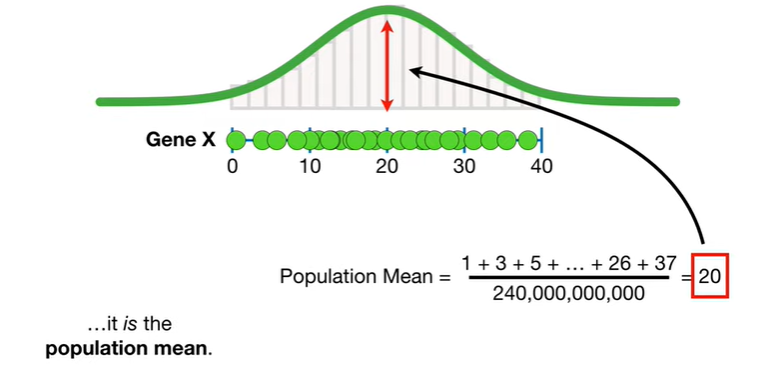 Gene X
0 10 20 30 40
Population Mean = 1 + 3 + 5 + ... + 26 + 37 = 20
240,000,000,000
...it is the
population mean.